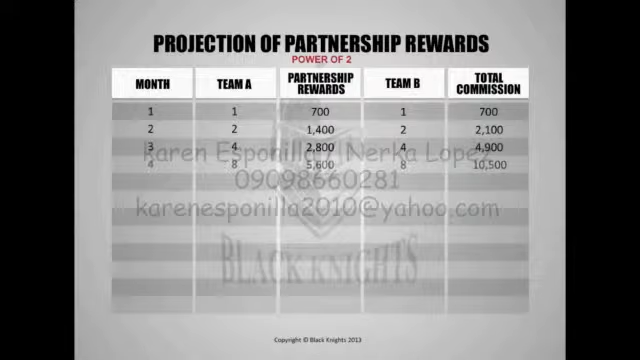 PROJECTION OF PARTNERSHIP REWARDS
POWER OF 2
MONTH TEAM A PARTNERSHIP REWARDS TEAM B TOTAL COMMISSION
1 1 700 1 700
2 2 1,400 2 2,100
3 4 2,800 4 4,900
4 8 5,600 8 10,500
karen Esponilla Nerka Lopez
09098660281
karenesponilla2010@yahoo.com
BLACK KNIGHTS
Copyright © Black Knights 2013